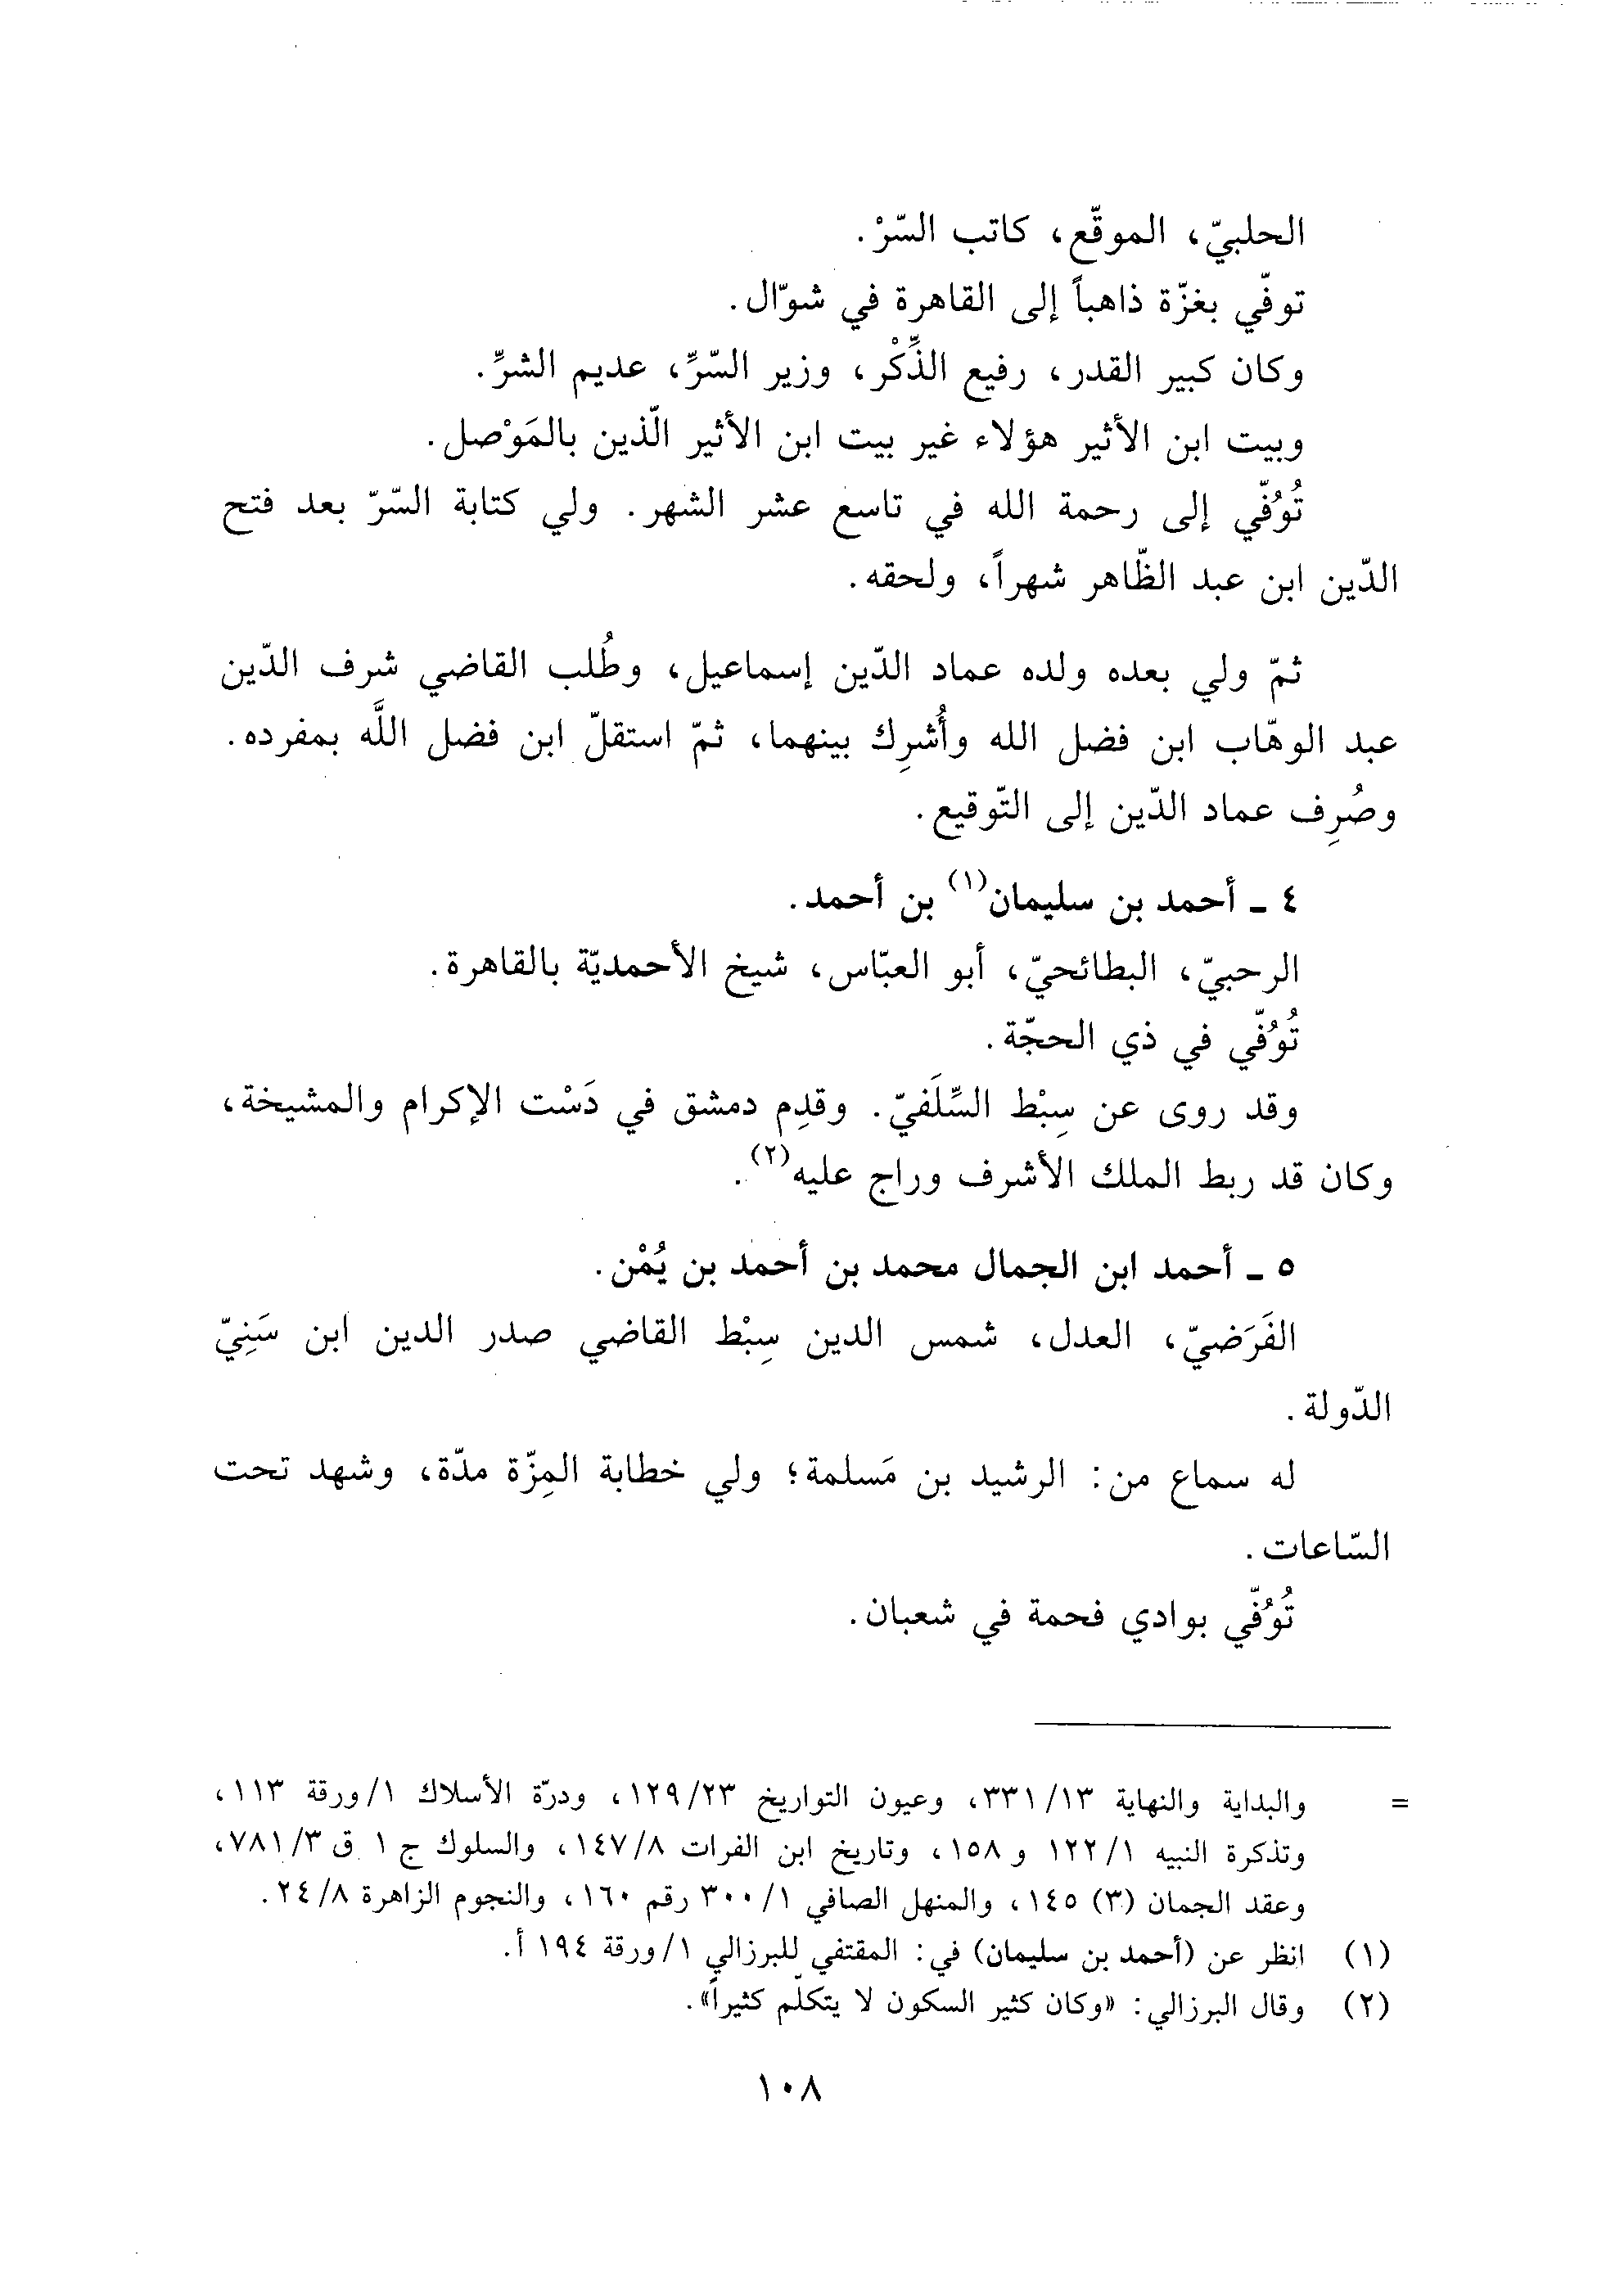 الحلبيّ، الموقّع، كاتب السّرْ.
توفّي بغزّة ذاهباً إلى القاهرة في شوّال.
وكان كبير القدر، رفيع الذِّكْر، وزير السّرِّ، عديم الشرِّ.
وبيت ابن الأثير هؤلاء غير بيت ابن الأثير الّذين بالمَوْصل.
تُوُفّي إلى رحمة الله في تاسع عشر الشهر. ولي كتابة السّرّ بعد فتح
الدّين ابن عبد الظّاهر شهراً، ولحقه.
ثمّ ولي بعده ولده عماد الدّين إسماعيل، وطُلب القاضي شرف الدّين
عبد الوهّاب ابن فضل الله وأُشرِك بينهما، ثمّ استقلّ ابن فضل اللَّه بمفرده.
وصُرِف عماد الدّين إلى التّوقيع.
٤ ـ أحمد بن سليمان(١) بن أحمد.
الرحبيّ، البطائحيّ، أبو العبّاس، شيخ الأحمديّة بالقاهرة.
تُوُفّي في ذي الحجّة.
وقد روى عن سِبْط السِّلَفيّ. وقدِم دمشق في دَسْت الإكرام والمشيخة،
وكان قد ربط الملك الأشرف وراج عليه(٢).
٥ ـ أحمد ابن الجمال محمد بن أحمد بن يُمْن.
الفَرَضيّ، العدل، شمس الدين سِبْط القاضي صدر الدين ابن سَنِيّ
الدّولة.
له سماع من: الرشيد بن مَسلمة؛ ولي خطابة المِزّة مدّة، وشهد تحت
السّاعات.
تُوُفّي بوادي فحمة في شعبان.
= والبداية والنهاية ٣٣١/١٣، وعيون التواريخ ١٢٩/٢٣، ودرّة الأسلاك ١/ورقة ١١٣،
وتذكرة النبيه ١٢٢/١ و ١٥٨، وتاريخ ابن الفرات ١٤٧/٨، والسلوك ج ١ ق ٧٨١/٣،
وعقد الجمان (٣) ١٤٥، والمنهل الصافي ٣٠٠/١ رقم ١٦٠، والنجوم الزاهرة ٢٤/٨.
(١) انظر عن (أحمد بن سليمان) في: المقتفي للبرزالي ١/ورقة ١٩٤ أ.
(٢) وقال البرزالي: «وكان كثير السكون لا يتكلّم كثيراً».
١٠٨